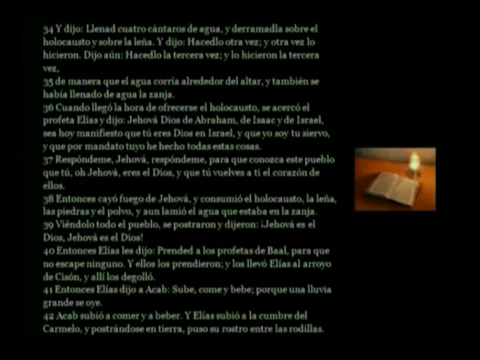 34 Y dijo: Llenad cuatro cántaros de agua, y derramadla sobre el
holocausto y sobre la leña. Y dijo: Hacedlo otra vez; y otra vez lo
hicieron. Dijo aún: Hacedlo la tercera vez; y lo hicieron la tercera
vez,
35 de manera que el agua corría alrededor del altar, y también se
había llenado de agua la zanja.
36 Cuando llegó la hora de ofrecerse el holocausto, se acercó el
profeta Elías y dijo: Jehová Dios de Abraham, de Isaac y de Israel,
sea hoy manifiesto que tú eres Dios en Israel, y que yo soy tu siervo,
y que por mandato tuyo he hecho todas estas cosas.
37 Respóndeme, Jehová, respóndeme, para que conozca este pueblo
que tú, oh Jehová, eres el Dios, y que tú vuelves a ti el corazón de
ellos.
38 Entonces cayó fuego de Jehová, y consumió el holocausto, la leña,
las piedras y el polvo, y aun lamió el agua que estaba en la zanja.
39 Viéndolo todo el pueblo, se postraron y dijeron: ¡Jehová es el
Dios, Jehová es el Dios!
40 Entonces Elías les dijo: Prended a los profetas de Baal, para que
no escape ninguno. Y ellos los prendieron; y los llevó Elías al arroyo
de Cisón, y allí los degolló.
41 Entonces Elías dijo a Acab: Sube, come y bebe; porque una lluvia
grande se oye.
42 Acab subió a comer y a beber. Y Elías subió a la cumbre del
Carmelo, y postrándose en tierra, puso su rostro entre las rodillas.